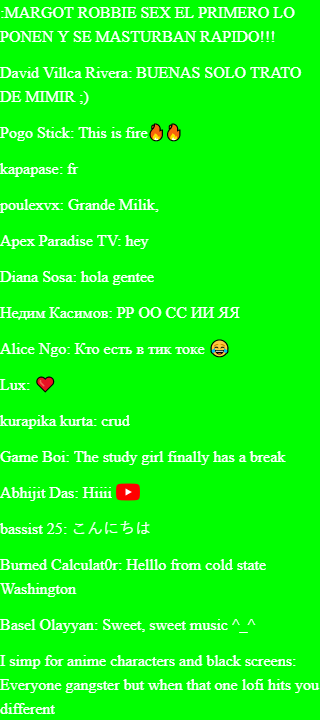 :MARGOT ROBBIE SEX EL PRIMERO LO
PONEN Y SE MASTURBAN RAPIDO!!!
David Villca Rivera: BUENAS SOLO TRATO
DE MIMIR ;)
Pogo Stick: This is fire🔥🔥
kapapase: fr
poulexvx: Grande Milik,
Apex Paradise TV: hey
Diana Sosa: hola gentee
Недим Касимов: РР ОО СС ИИ ЯЯ
Alice Ngo: Кто есть в тик токе 😂
Lux: ❤️
kurapika kurta: crud
Game Boi: The study girl finally has a break
Abhijit Das: Hiiii
bassist 25: こんにちは
Burned Calculat0r: Helllo from cold state
Washington
Basel Olayyan: Sweet, sweet music ^_^
I simp for anime characters and black screens:
Everyone gangster but when that one lofi hits you
different